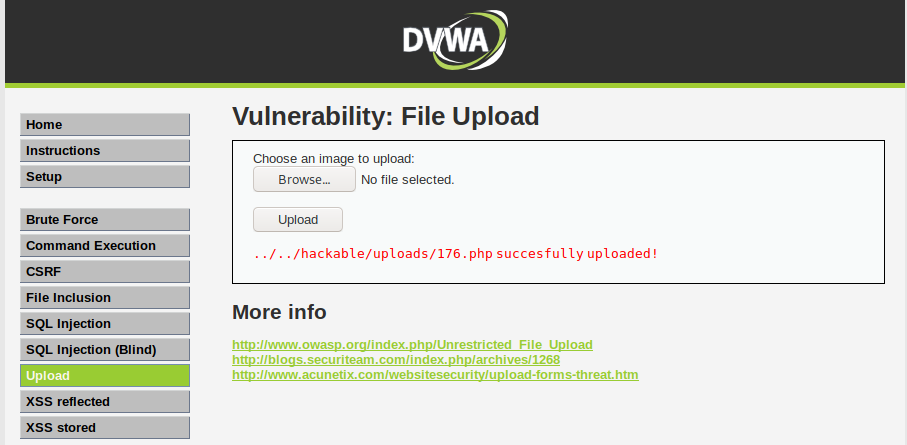 DVWA
Home
Instructions
Setup
Brute Force
Command Execution
CSRF
File Inclusion
SQL Injection
SQL Injection (Blind)
Upload
XSS reflected
XSS stored
Vulnerability: File Upload
Choose an image to upload:
Browse... No file selected.
Upload
../../hackable/uploads/176.php succesfully uploaded!
More info
http://www.owasp.org/index.php/Unrestricted_File_Upload
http://blogs.securiteam.com/index.php/archives/1268
http://www.acunetix.com/websitesecurity/upload-forms-threat.htm